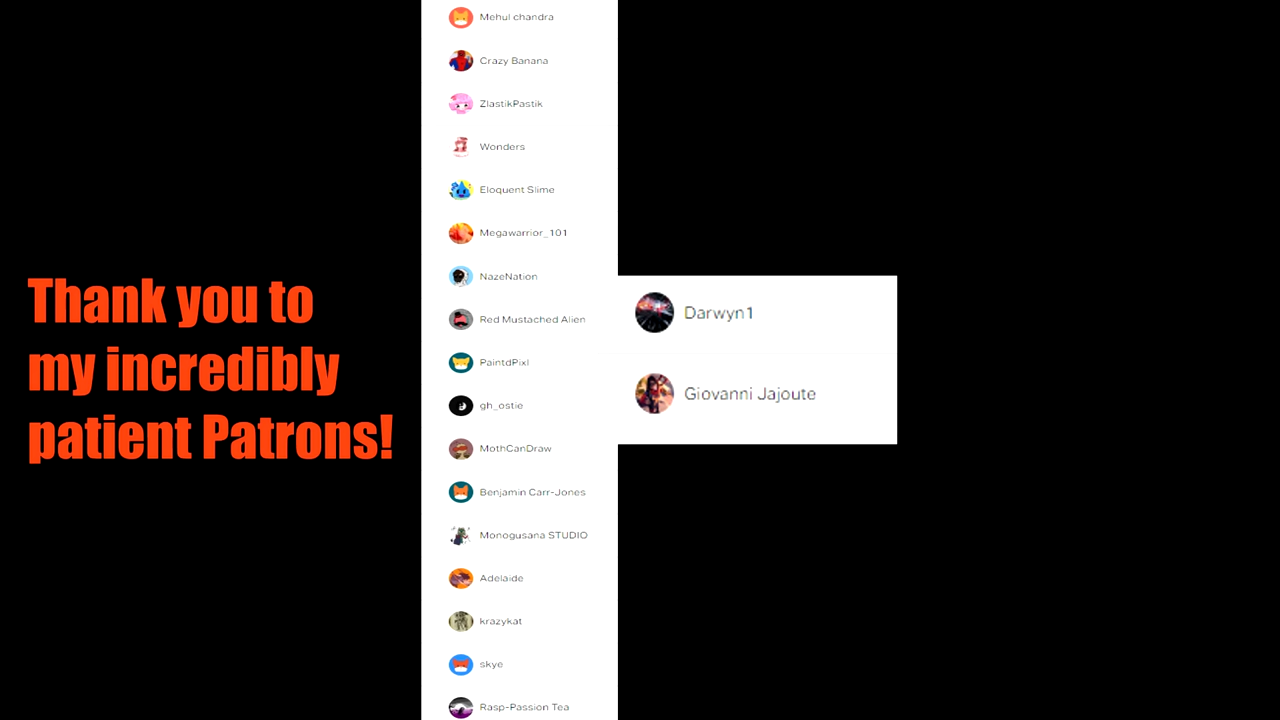 Thank you to
my incredibly
patient Patrons!
Mehul chandra
Crazy Banana
ZlastikPastik
Wonders
Eloquent Slime
Megawarrior_101
NazeNation
Red Mustached Alien
PaintdPixl
gh_ostie
MothCanDraw
Benjamin Carr-Jones
Monogusana STUDIO
Adelaide
krazykat
skye
Rasp-Passion Tea
Darwyn1
Giovanni Jajoute